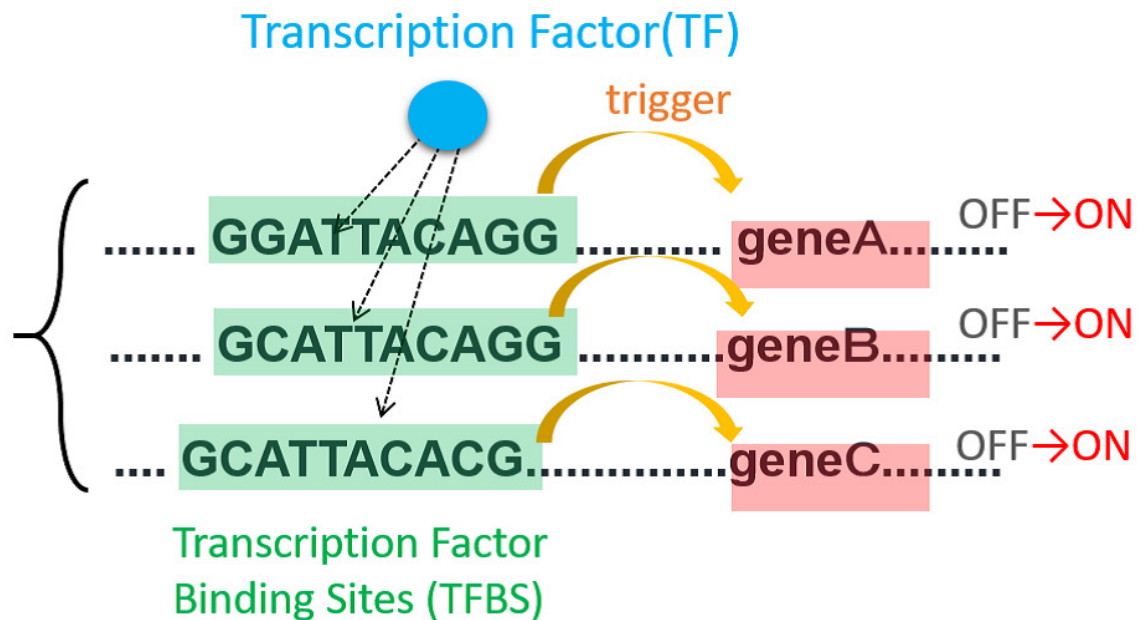 Transcription Factor(TF)
trigger
....... GGATTACAGG ........... geneA......... OFF→ON
....... GCATTACAGG ............geneB......... OFF→ON
.... GCATTACACG................geneC......... OFF→ON
Transcription Factor
Binding Sites (TFBS)